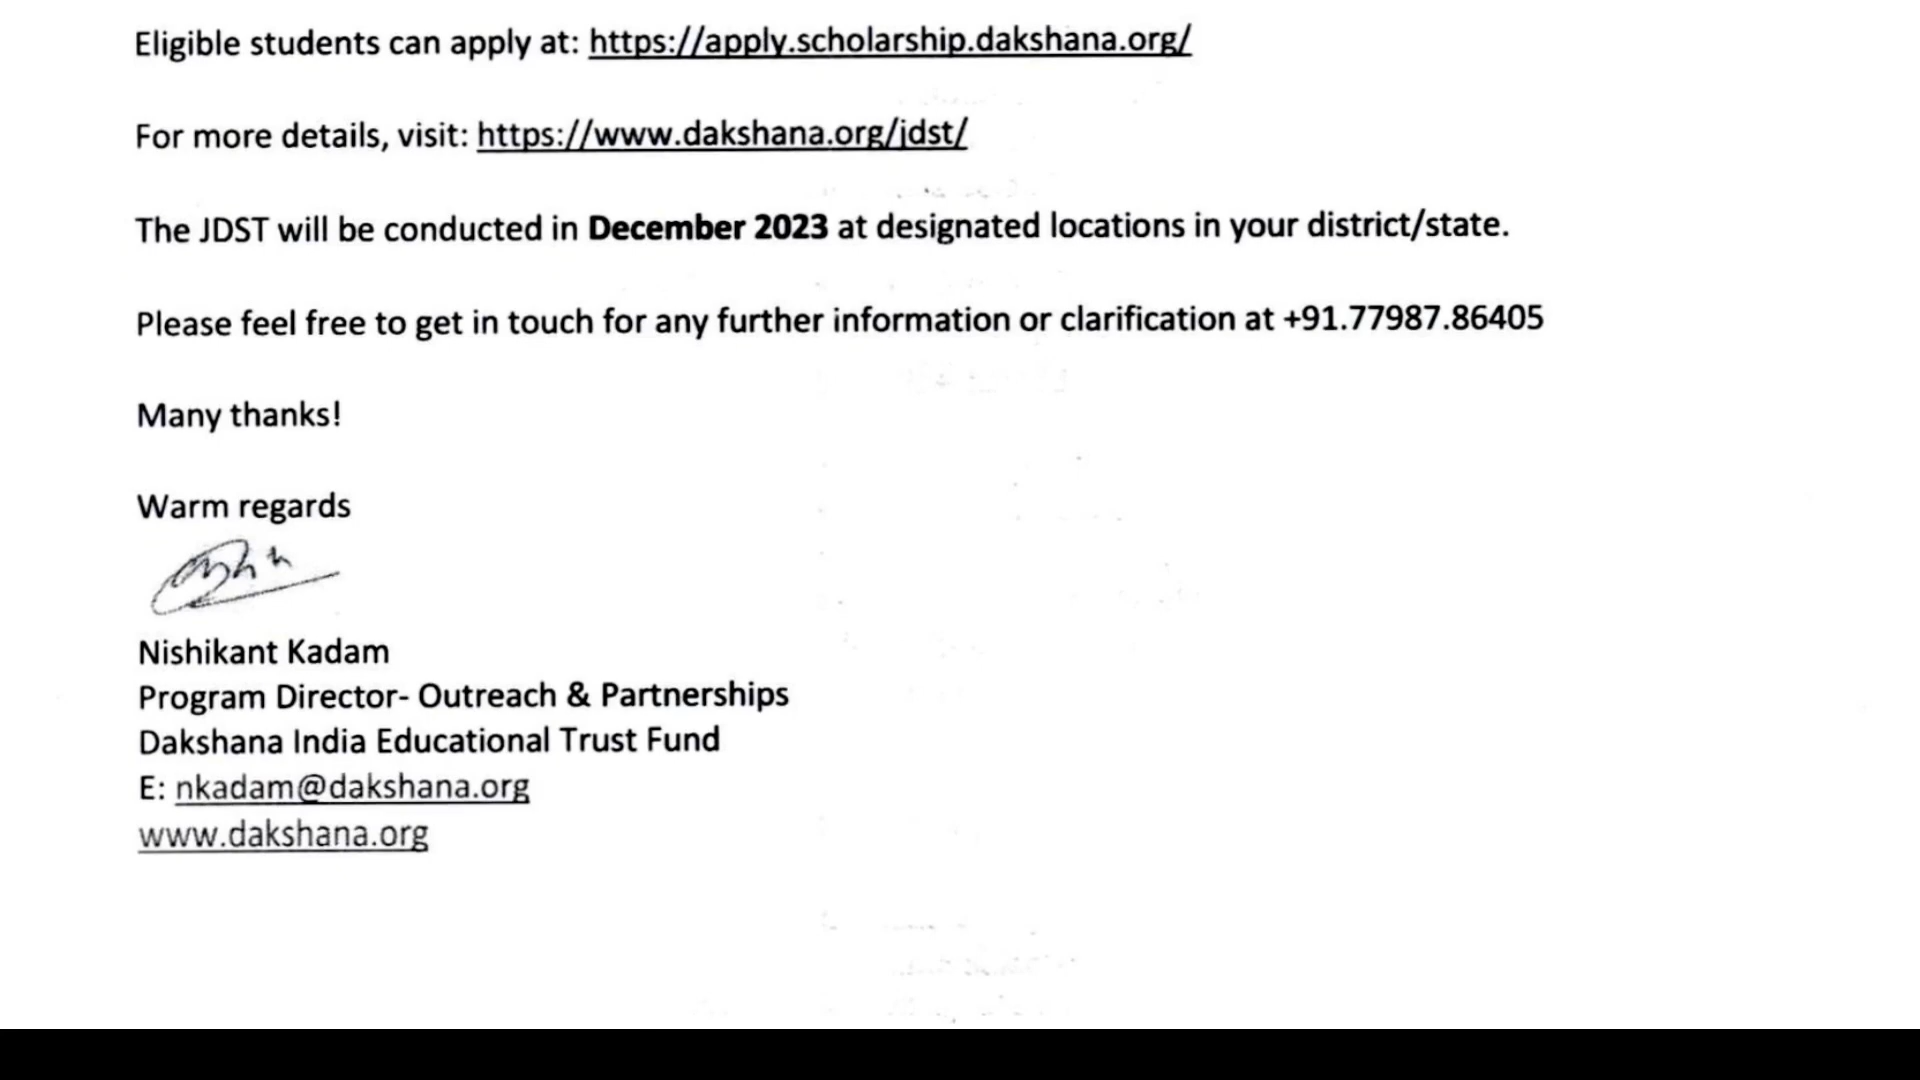 Eligible students can apply at: https://apply.scholarship.dakshana.org/
For more details, visit: https://www.dakshana.org/jdst/
The JDST will be conducted in December 2023 at designated locations in your district/state.
Please feel free to get in touch for any further information or clarification at +91.77987.86405
Many thanks!
Warm regards
Nishikant Kadam
Program Director- Outreach & Partnerships
Dakshana India Educational Trust Fund
E: nkadam@dakshana.org
www.dakshana.org